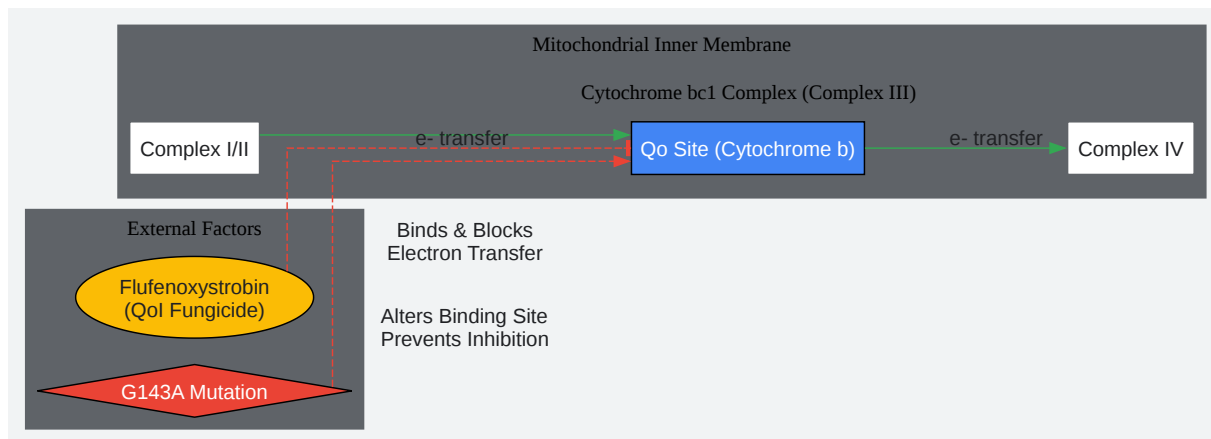 Mitochondrial Inner Membrane
Cytochrome bc1 Complex (Complex III)
Complex I/II
e- transfer
Qo Site (Cytochrome b)
e- transfer
Complex IV
External Factors
Flufenoxystrobin
(QoI Fungicide)
G143A Mutation
Binds & Blocks
Electron Transfer
Alters Binding Site
Prevents Inhibition